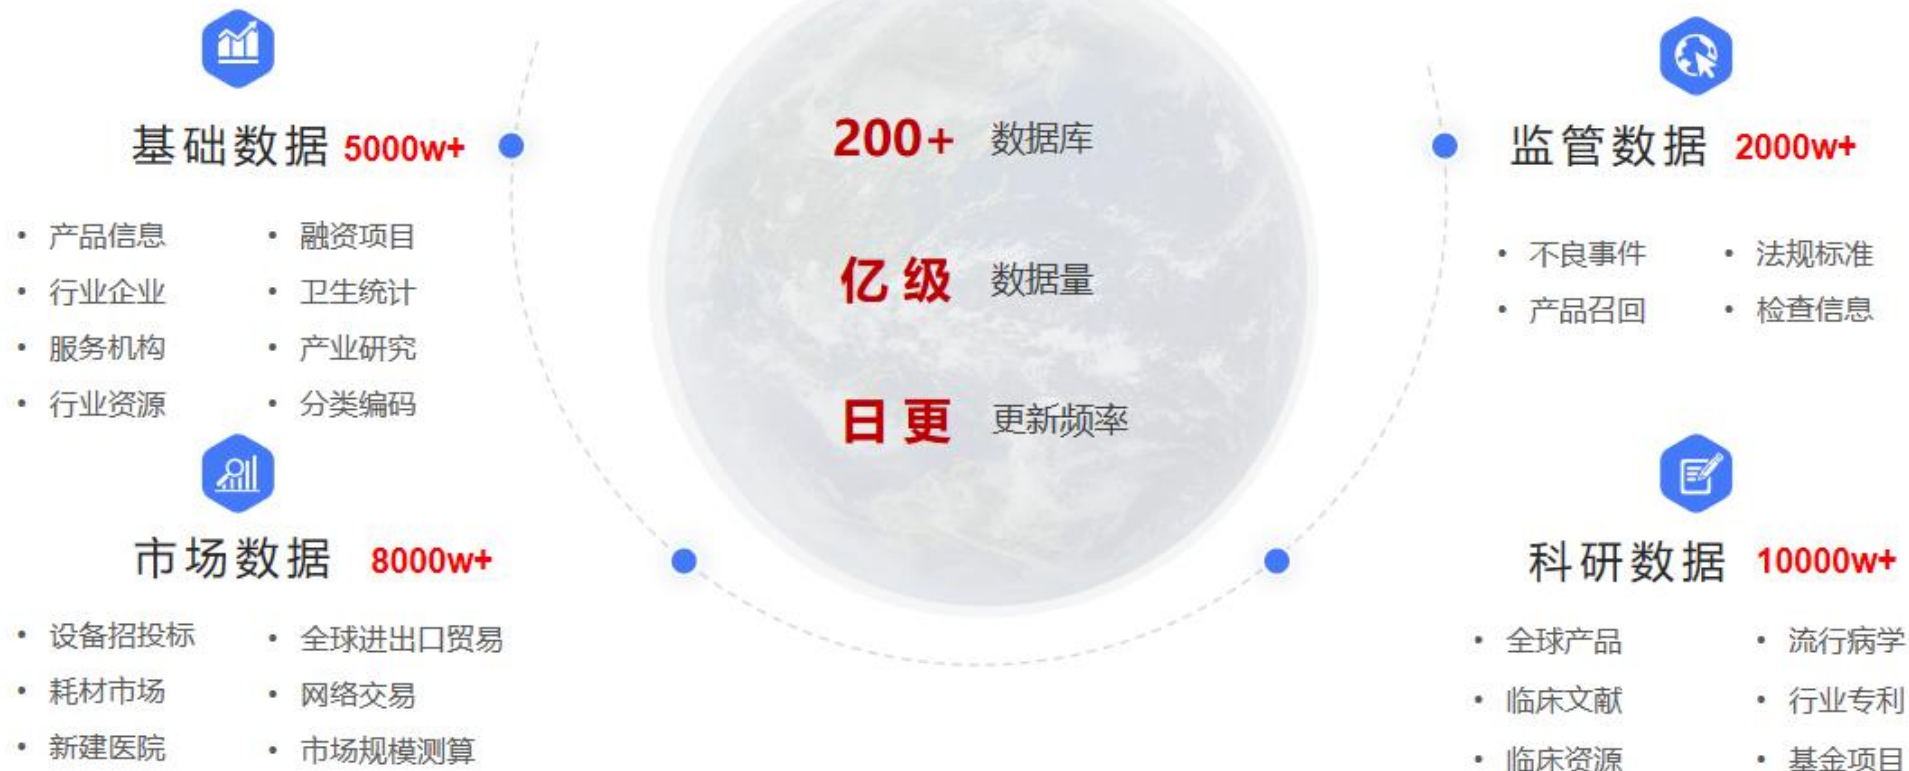 基础数据 5000w+
• 产品信息
• 行业企业
• 服务机构
• 行业资源
• 融资项目
• 卫生统计
• 产业研究
• 分类编码
市场数据 8000w+
• 设备招投标
• 耗材市场
• 新建医院
• 全球进出口贸易
• 网络交易
• 市场规模测算
200+ 数据库
亿级 数据量
日更 更新频率
监管数据 2000w+
• 不良事件
• 产品召回
• 法规标准
• 检查信息
科研数据 10000w+
• 全球产品
• 临床文献
• 临床资源
• 流行病学
• 行业专利
• 基金项目